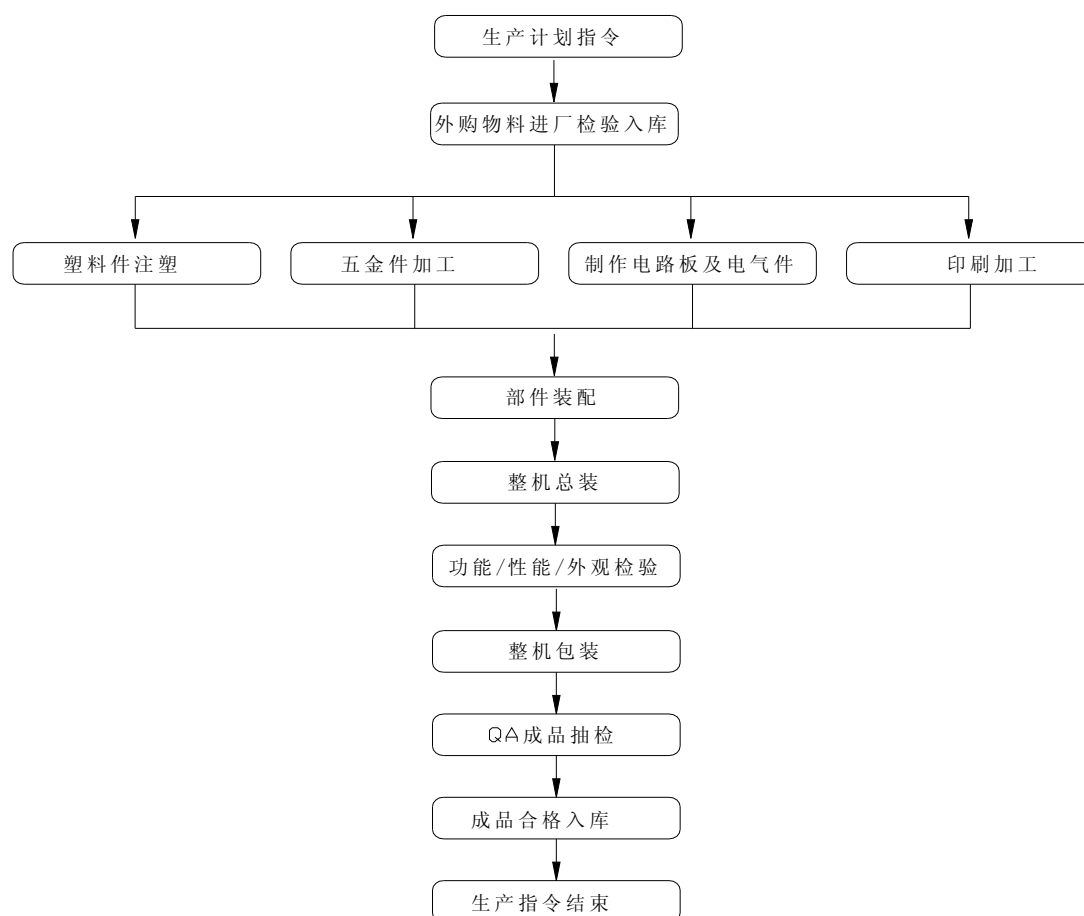 生产计划指令
外购物料进厂检验入库
塑料件注塑
五金件加工
制作电路板及电气件
印刷加工
部件装配
整机总装
功能/性能/外观检验
整机包装
QA成品抽检
成品合格入库
生产指令结束